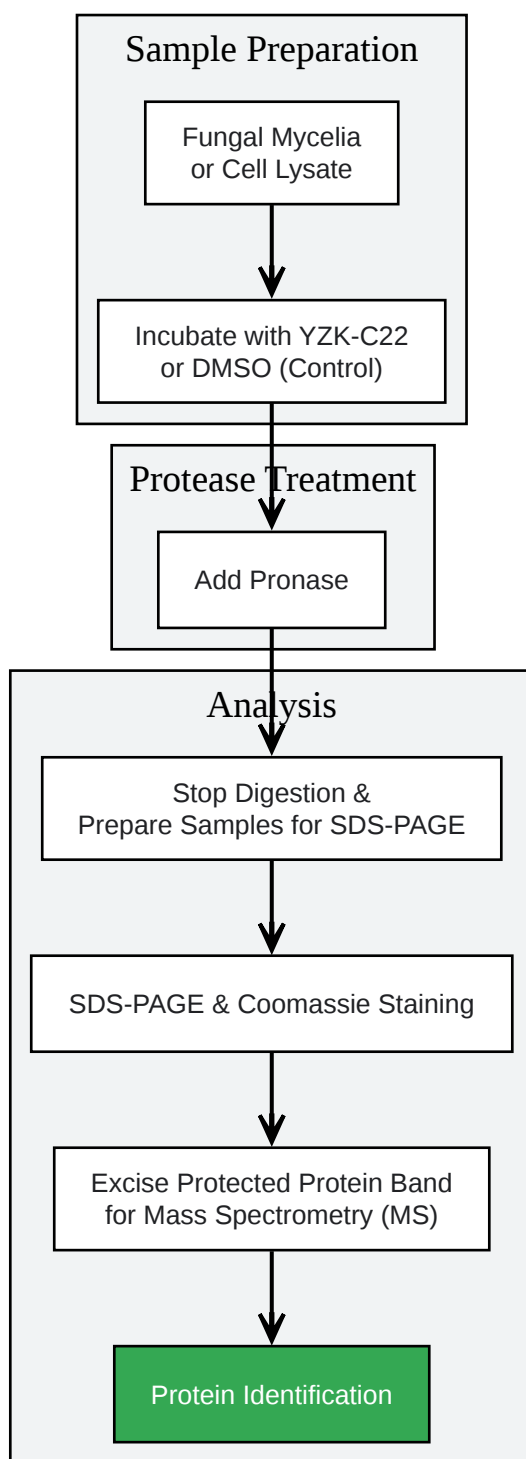 Sample Preparation
Fungal Mycelia
or Cell Lysate
Incubate with YZK-C22
or DMSO (Control)
Protease Treatment
Add Pronase
Analysis
Stop Digestion &
Prepare Samples for SDS-PAGE
SDS-PAGE & Coomassie Staining
Excise Protected Protein Band
for Mass Spectrometry (MS)
Protein Identification